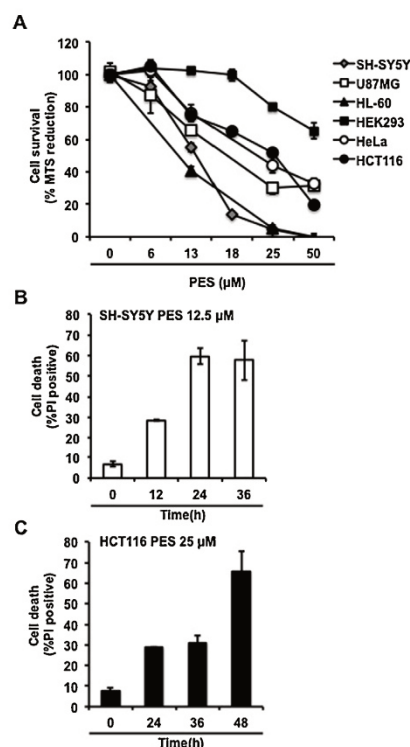 A
Cell survival
(% MTS reduction)
120
100
80
60
40
20
0
0 6 13 18 25 50
PES (µM)
SH-SY5Y
U87MG
HL-60
HEK293
HeLa
HCT116
B
SH-SY5Y PES 12.5 µM
Cell death
(%PI positive)
80
70
60
50
40
30
20
10
0
0 12 24 36
Time(h)
C
HCT116 PES 25 µM
Cell death
(%PI positive)
80
70
60
50
40
30
20
10
0
0 24 36 48
Time(h)